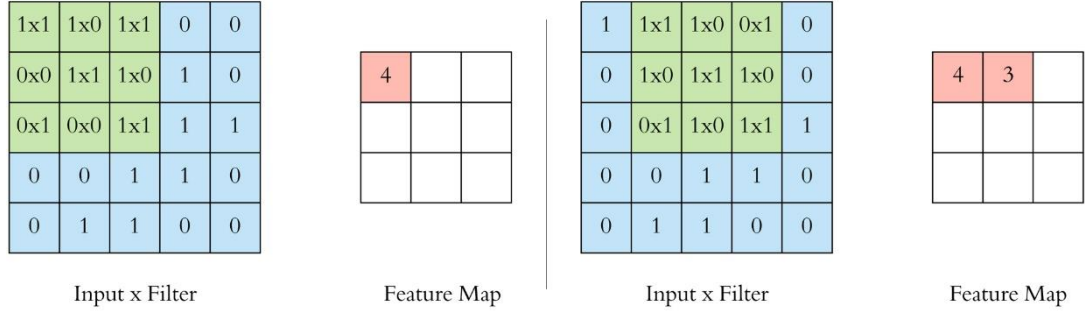 1x1 1x0 1x1 0 0
0x0 1x1 1x0 1 0
0x1 0x0 1x1 1 1
0 0 1 1 0
0 1 1 0 0
Input x Filter
4
Feature Map
1 1x1 1x0 0x1 0
0 1x0 1x1 1x0 0
0 0x1 1x0 1x1 1
0 0 1 1 0
0 1 1 0 0
Input x Filter
4 3
Feature Map